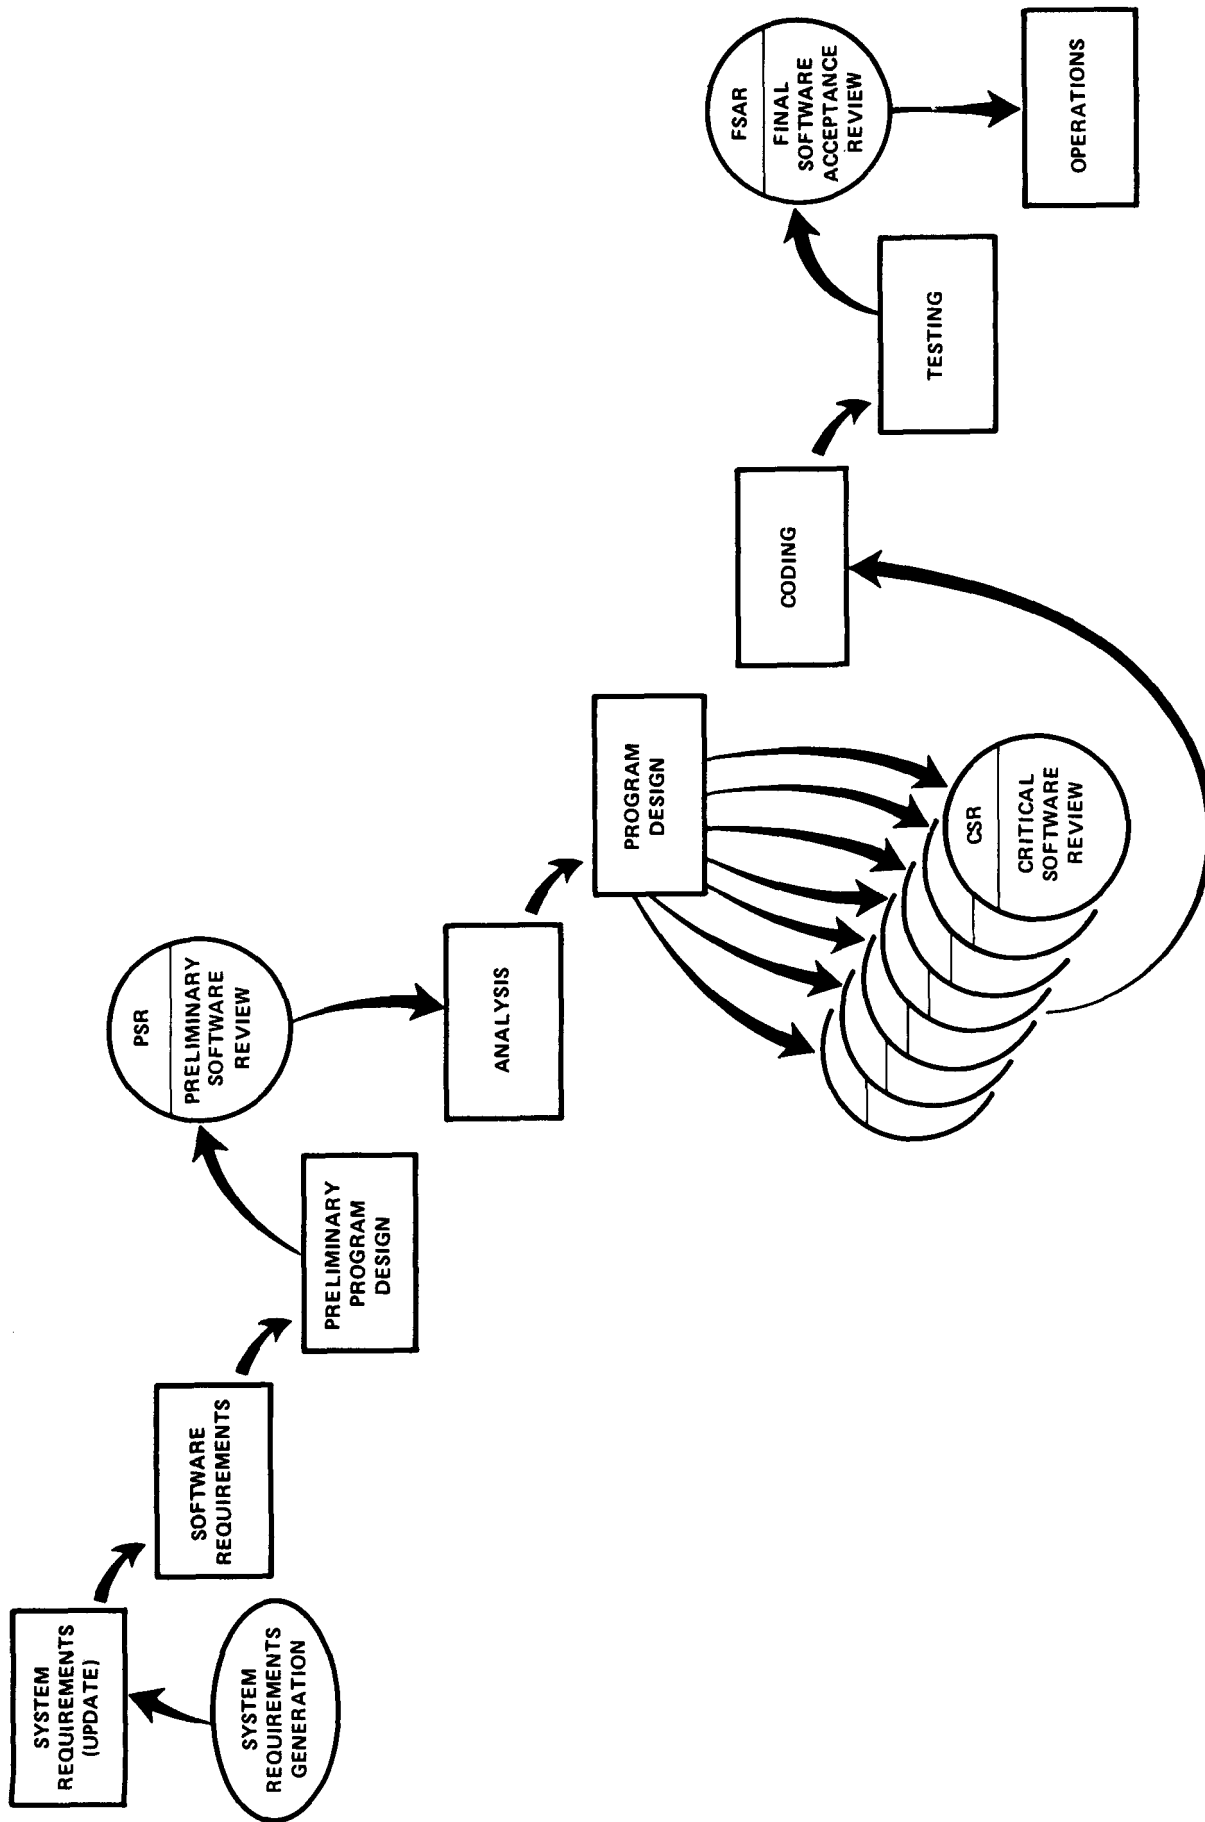 SYSTEM
REQUIREMENTS
(UPDATE)
SYSTEM
REQUIREMENTS
GENERATION
SOFTWARE
REQUIREMENTS
PRELIMINARY
PROGRAM
DESIGN
PSR
PRELIMINARY
SOFTWARE
REVIEW
ANALYSIS
PROGRAM
DESIGN
CSR
CRITICAL
SOFTWARE
REVIEW
CODING
TESTING
FSAR
FINAL
SOFTWARE
ACCEPTANCE
REVIEW
OPERATIONS